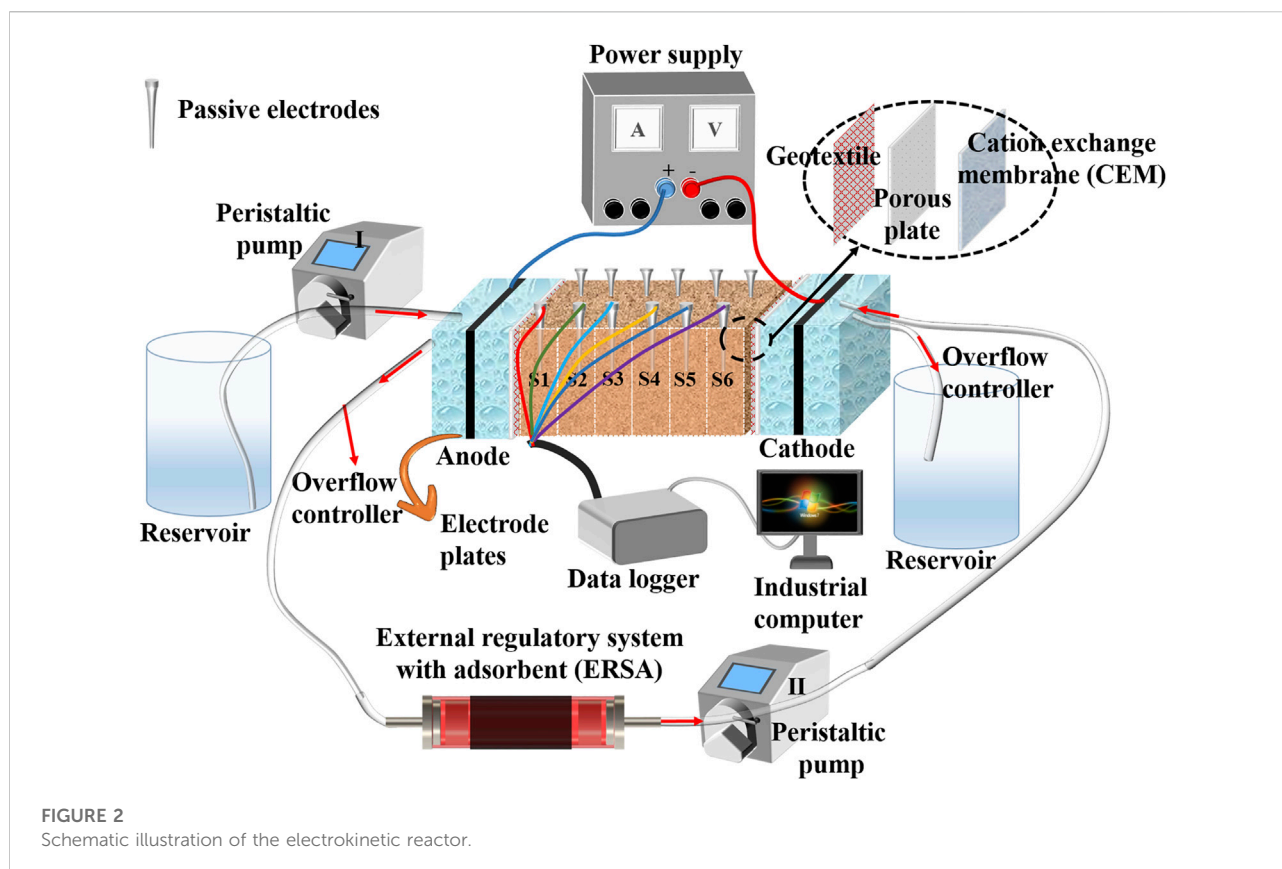 Power supply
Passive electrodes
A
V
+
-
Geotextile
Porous
plate
Cation exchange
membrane (CEM)
Peristaltic
pump
I
S1
S2
S3
S4
S5
S6
Overflow
controller
Anode
Cathode
Overflow
controller
Reservoir
Electrode
plates
Data logger
Windows 7
Industrial
computer
Reservoir
External regulatory system
with adsorbent (ERSA)
II
Peristaltic
pump
FIGURE 2
Schematic illustration of the electrokinetic reactor.